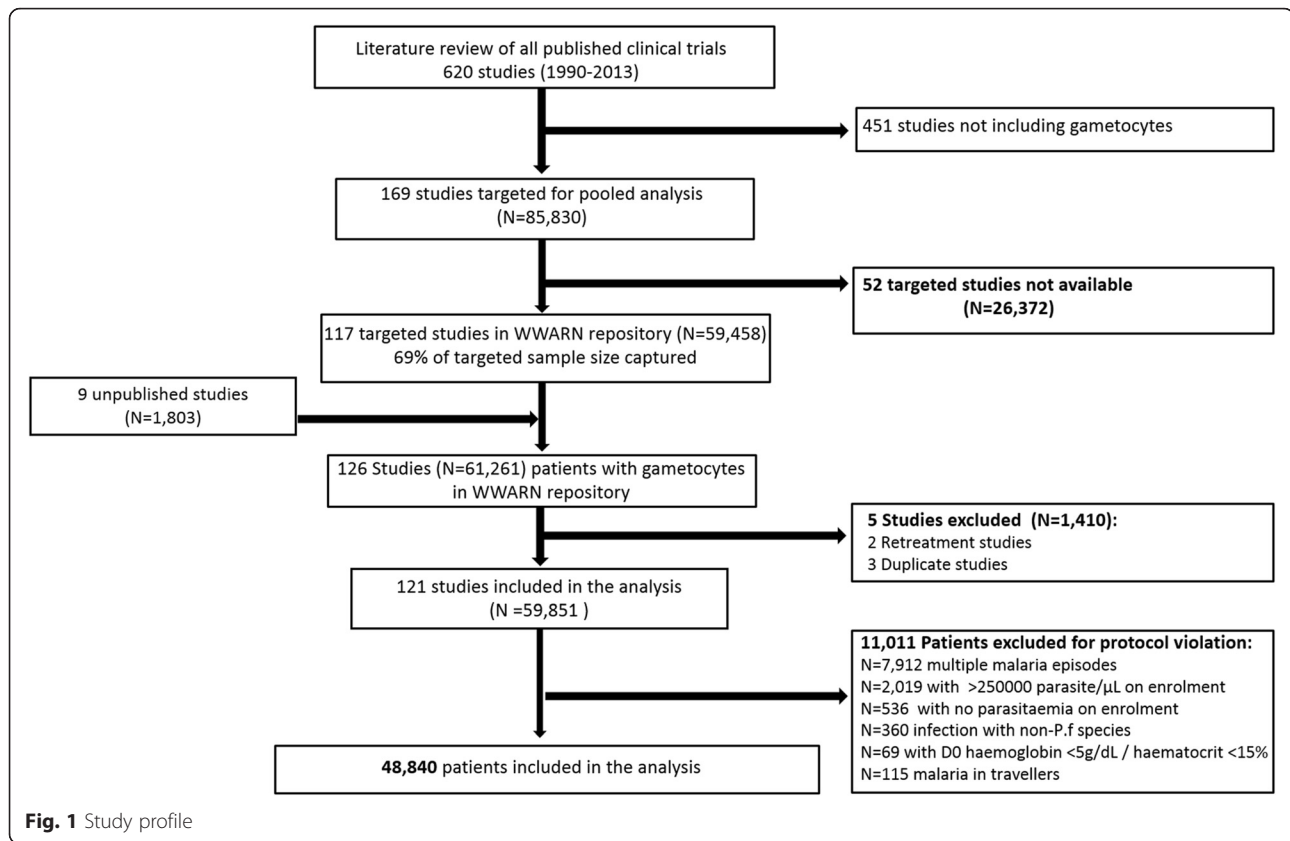 Literature review of all published clinical trials
620 studies (1990-2013)
451 studies not including gametocytes
169 studies targeted for pooled analysis
(N=85,830)
52 targeted studies not available
(N=26,372)
117 targeted studies in WWARN repository (N=59,458)
69% of targeted sample size captured
9 unpublished studies
(N=1,803)
126 Studies (N=61,261) patients with gametocytes
in WWARN repository
5 Studies excluded (N=1,410):
2 Retreatment studies
3 Duplicate studies
121 studies included in the analysis
(N =59,851 )
11,011 Patients excluded for protocol violation:
N=7,912 multiple malaria episodes
N=2,019 with >250000 parasite/µL on enrolment
N=536 with no parasitaemia on enrolment
N=360 infection with non-P.f species
N=69 with D0 haemoglobin <5g/dL / haematocrit <15%
N=115 malaria in travellers
48,840 patients included in the analysis
Fig. 1 Study profile